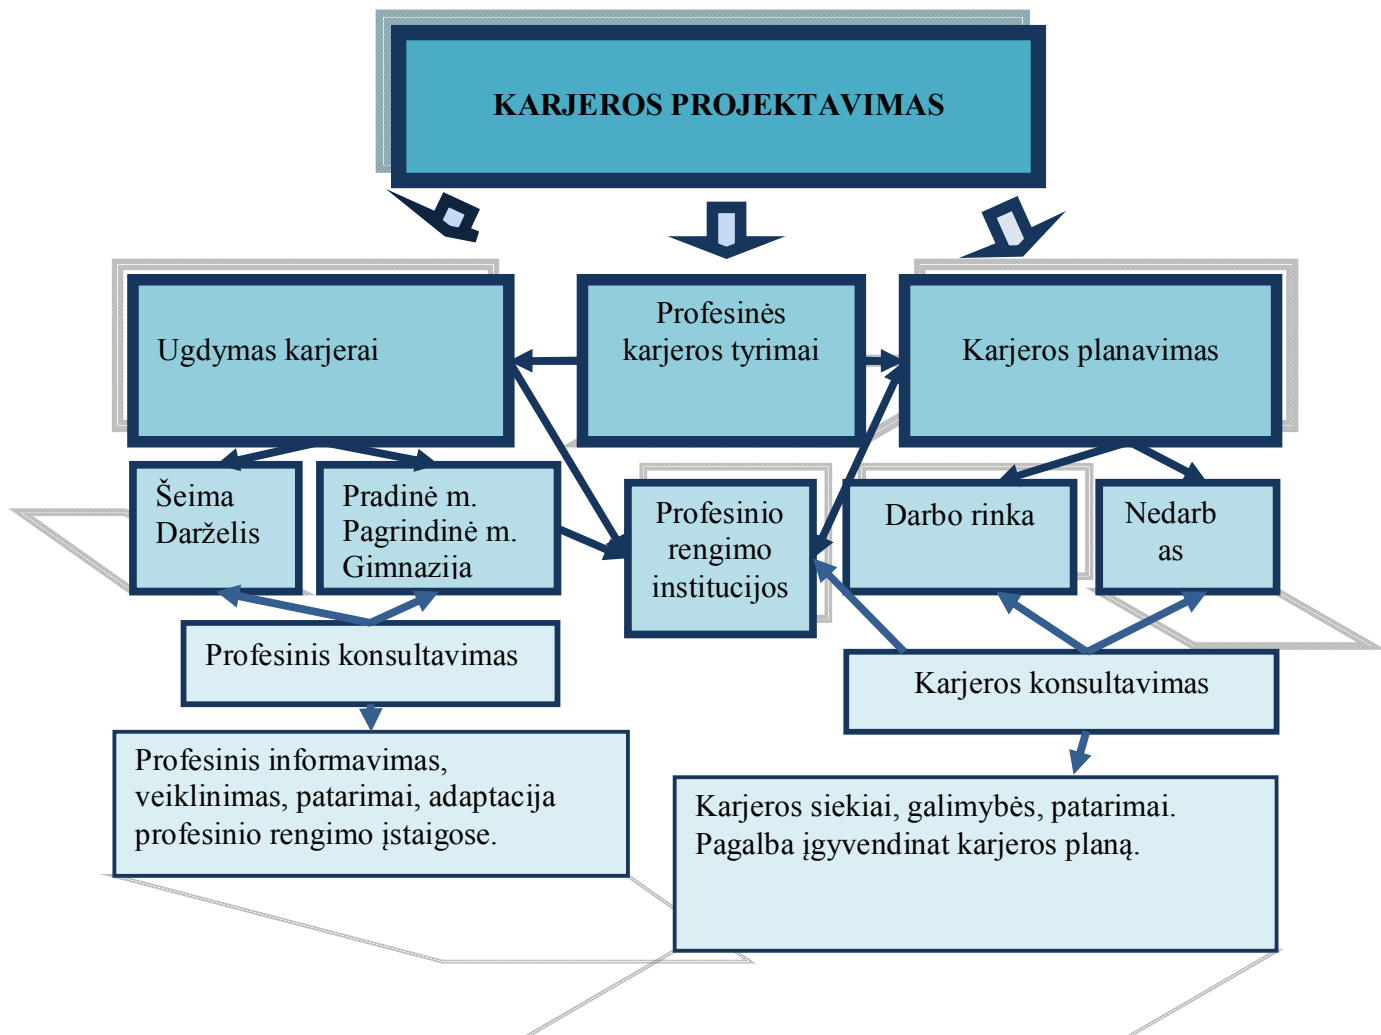 KARJEROS PROJEKTAVIMAS
Ugdymas karjerai
Profesinės
karjeros tyrimai
Karjeros planavimas
Šeima
Darželis
Pradinė m.
Pagrindinė m.
Gimnazija
Profesinio
rengimo
institucijos
Darbo rinka
Nedarb
as
Profesinis konsultavimas
Karjeros konsultavimas
Profesinis informavimas,
veiklinimas, patarimai, adaptacija
profesinio rengimo įstaigose.
Karjeros siekiai, galimybės, patarimai.
Pagalba įgyvendinat karjeros planą.